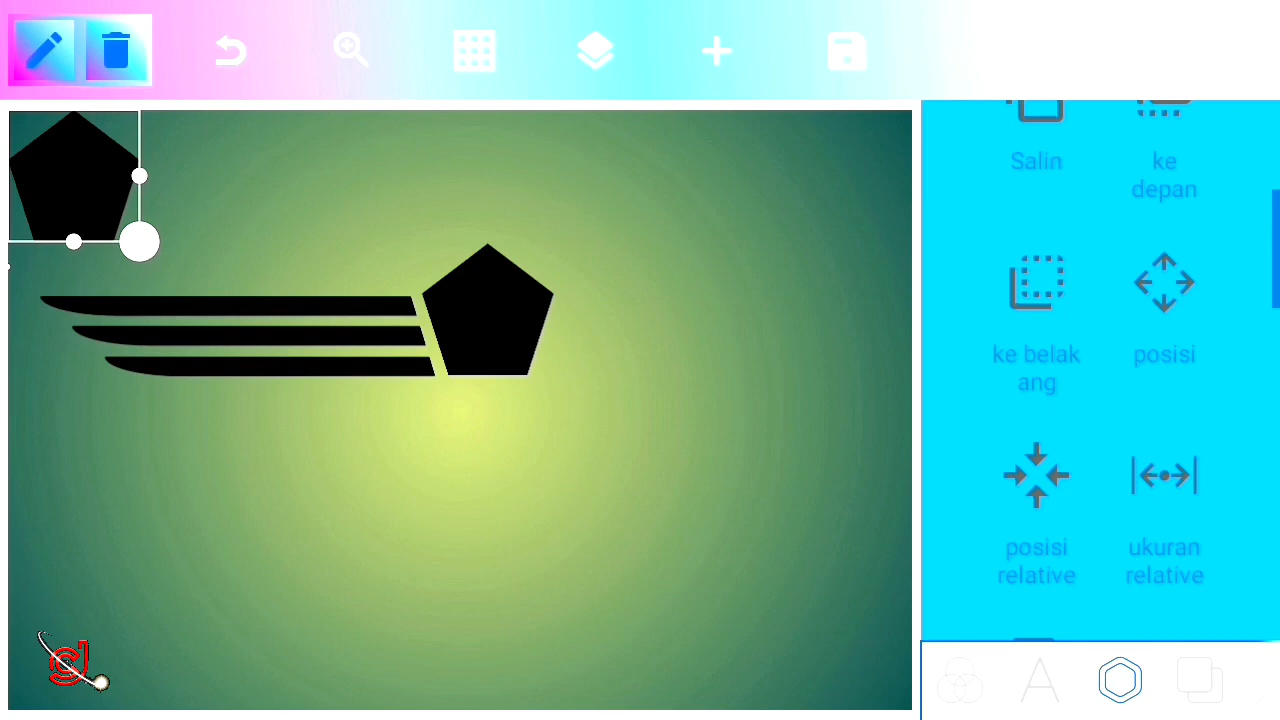 Salin
ke
depan
ke belak
ang
posisi
posisi
relative
ukuran
relative